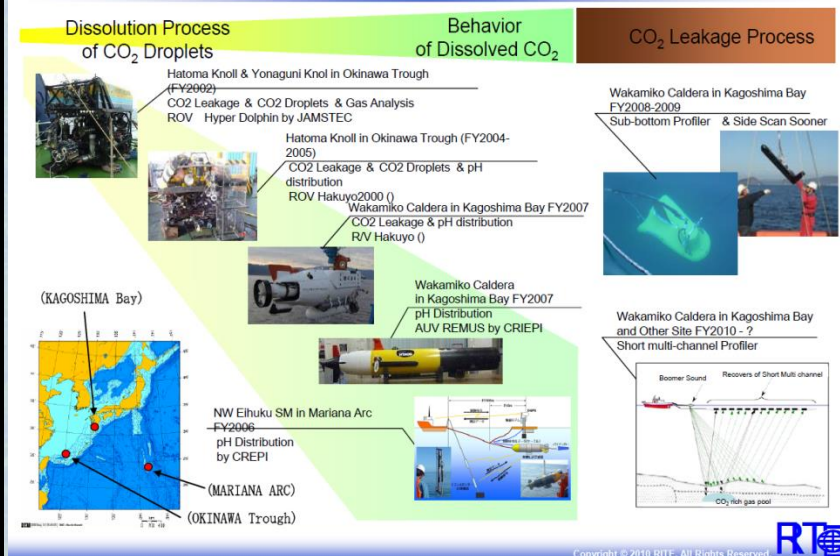 Dissolution Process
of CO2 Droplets
Behavior
of Dissolved CO2
CO2 Leakage Process
Hatoma Knoll & Yonaguni Knol in Okinawa Trough
(FY2002)
CO2 Leakage & CO2 Droplets & Gas Analysis
ROV Hyper Dolphin by JAMSTEC
Hatoma Knoll in Okinawa Trough (FY2004-
2005)
CO2 Leakage & CO2 Droplets & pH
distribution
ROV Hakuyo2000 ()
Wakamiko Caldera in Kagoshima Bay FY2007
CO2 Leakage & pH distribution
R/V Hakuyo ()
Wakamiko Caldera
in Kagoshima Bay FY2007
pH Distribution
AUV REMUS by CRIEPI
NW Eihuku SM in Mariana Arc
FY2006
pH Distribution
by CREPI
(KAGOSHIMA Bay)
(MARIANA ARC)
(OKINAWA Trough)
Wakamiko Caldera in Kagoshima Bay
FY2008-2009
Sub-bottom Profiler & Side Scan Sooner
Wakamiko Caldera in Kagoshima Bay
and Other Site FY2010 - ?
Short multi-channel Profiler
Boomer Sound
Recovers of Short Multi channel
CO2 rich gas pool
Copyright © 2010 RITE, All Rights Reserved